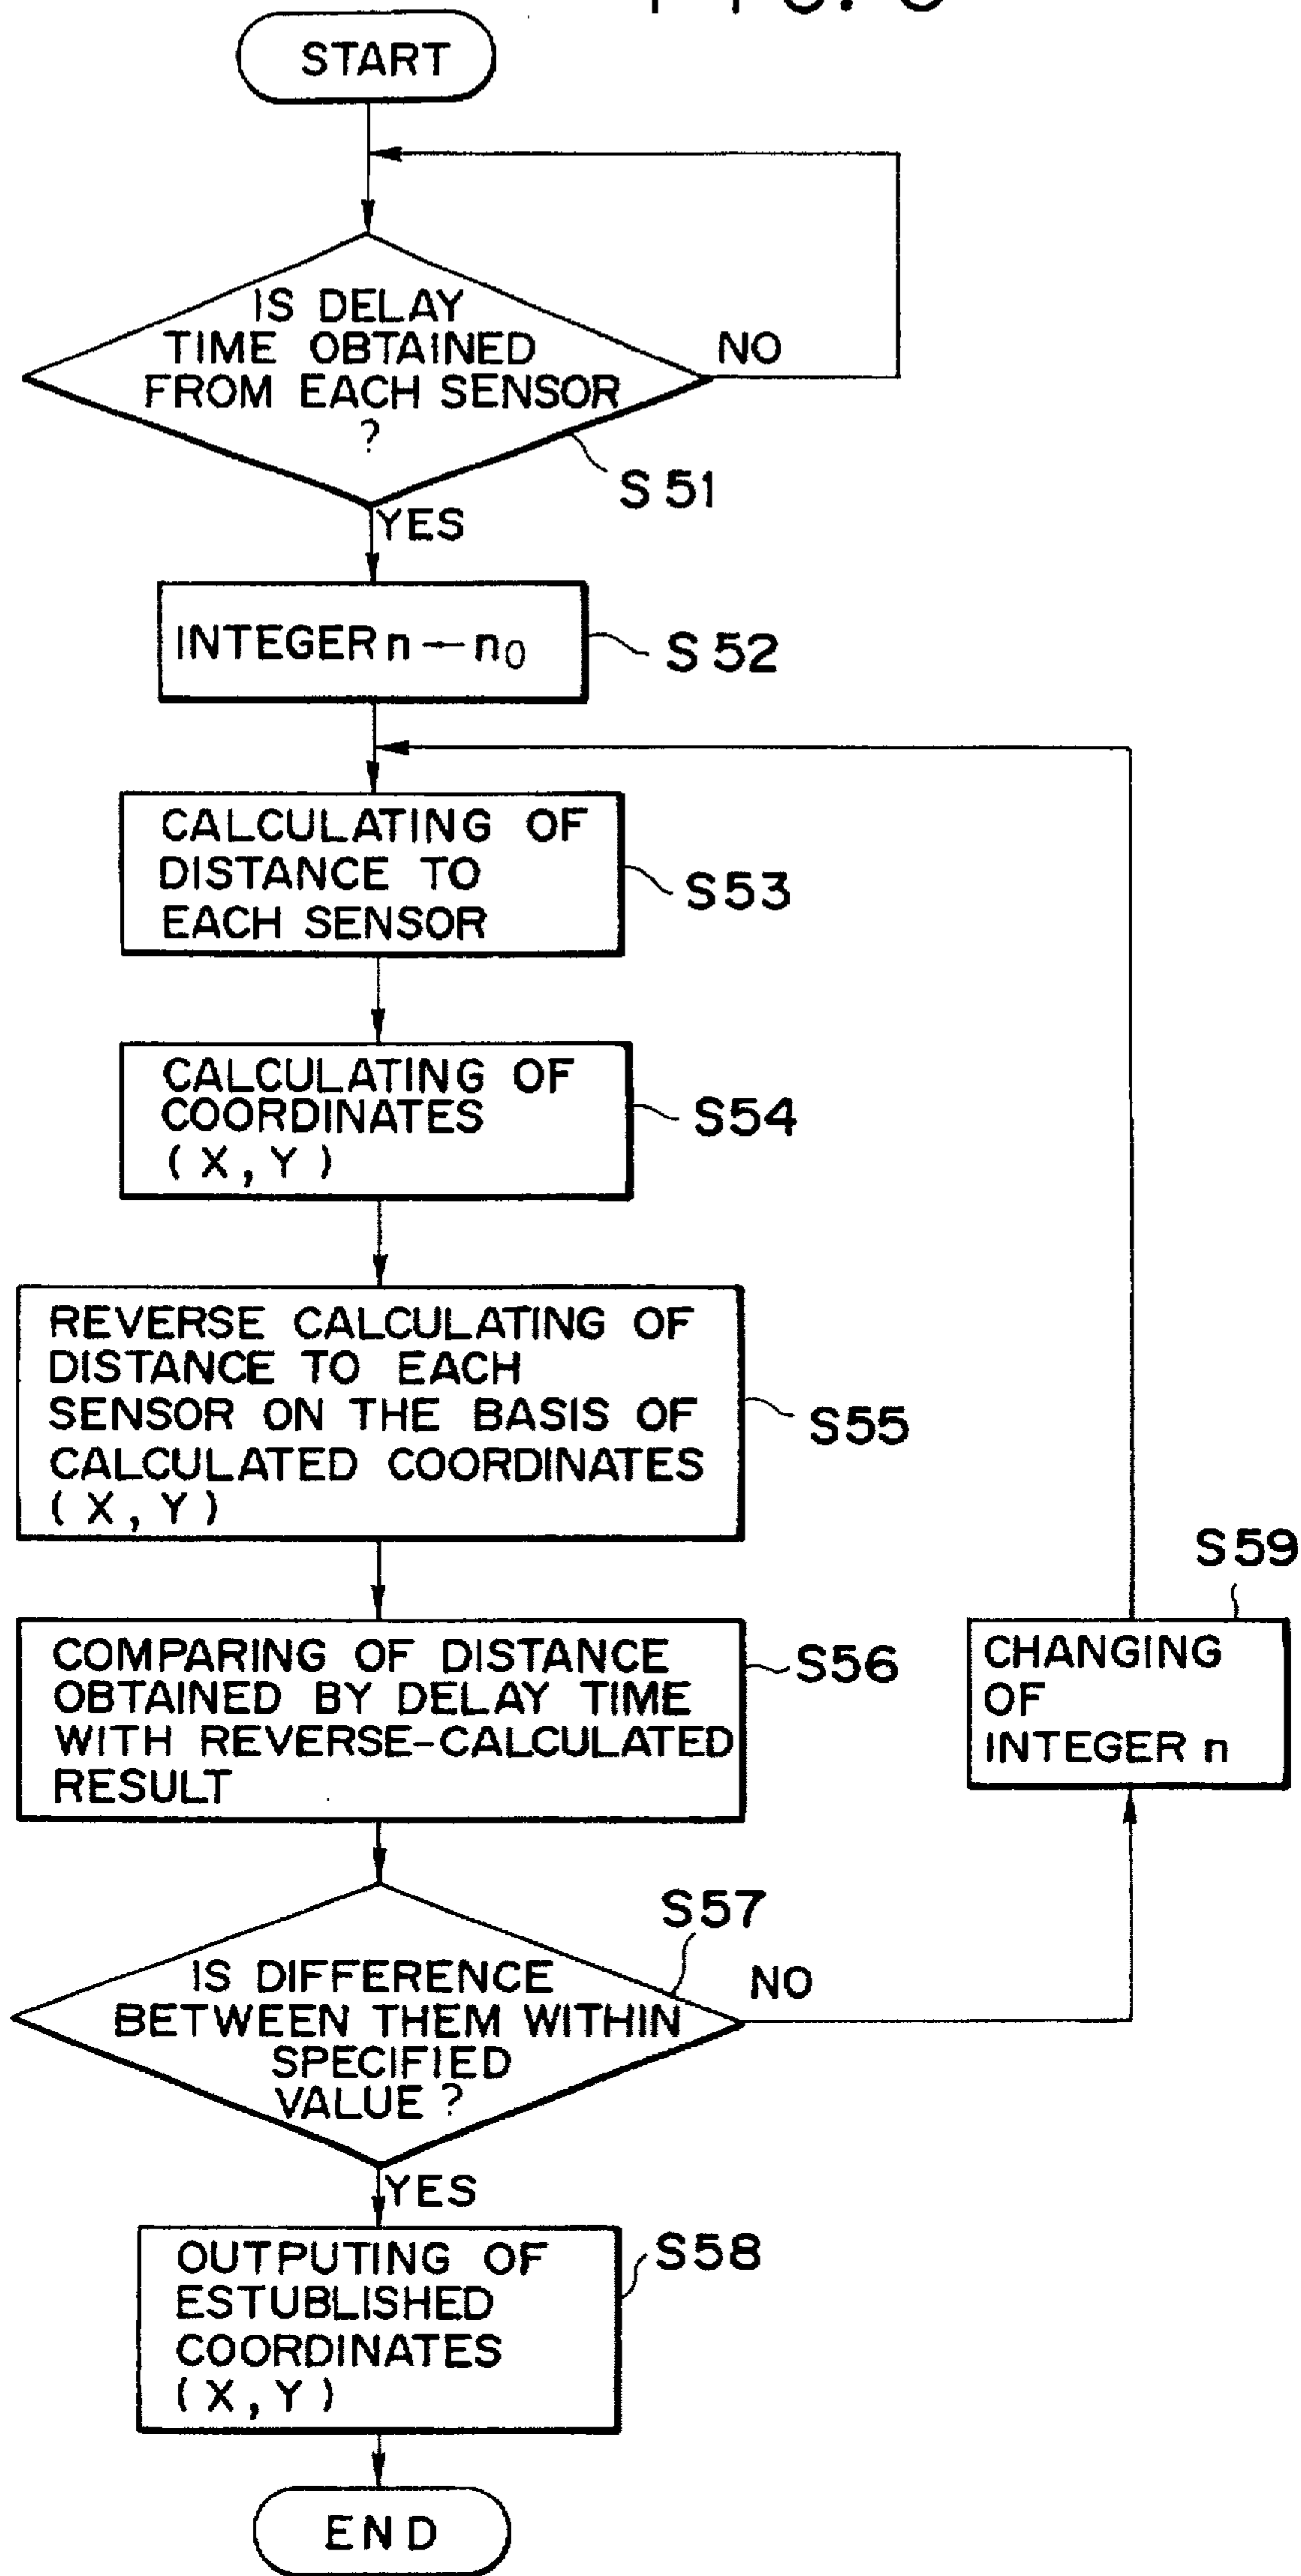 START
IS DELAY
TIME OBTAINED
FROM EACH SENSOR
?
NO
S51
YES
INTEGER n ← n0
S52
CALCULATING OF
DISTANCE TO
EACH SENSOR
S53
CALCULATING OF
COORDINATES
(X, Y)
S54
REVERSE CALCULATING OF
DISTANCE TO EACH
SENSOR ON THE BASIS OF
CALCULATED COORDINATES
(X, Y)
S55
COMPARING OF DISTANCE
OBTAINED BY DELAY TIME
WITH REVERSE-CALCULATED
RESULT
S56
S59
CHANGING
OF
INTEGER n
S57
IS DIFFERENCE
BETWEEN THEM WITHIN
SPECIFIED
VALUE?
NO
YES
OUTPUTING OF
ESTUBLISHED
COORDINATES
(X, Y)
S58
END